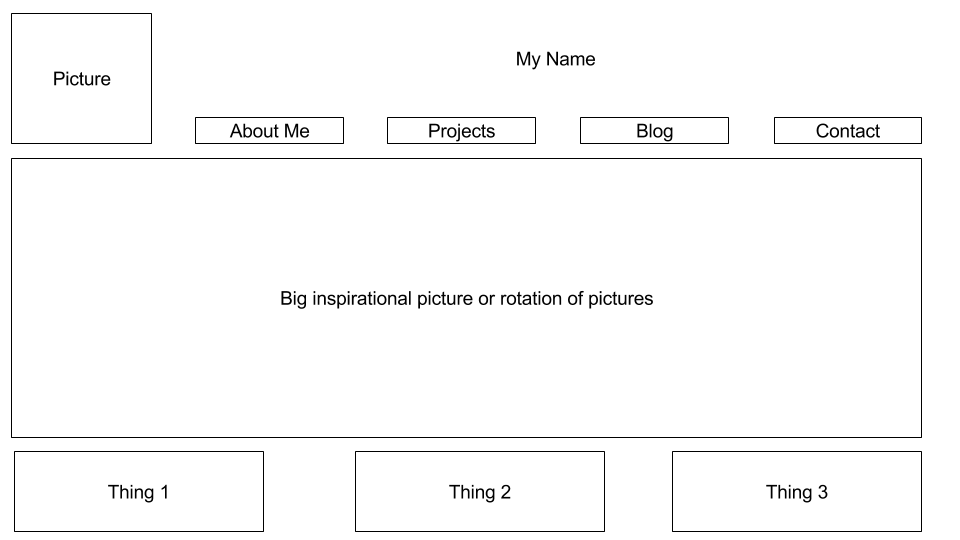 My Name
Picture
About Me
Projects
Blog
Contact
Big inspirational picture or rotation of pictures
Thing 1
Thing 2
Thing 3